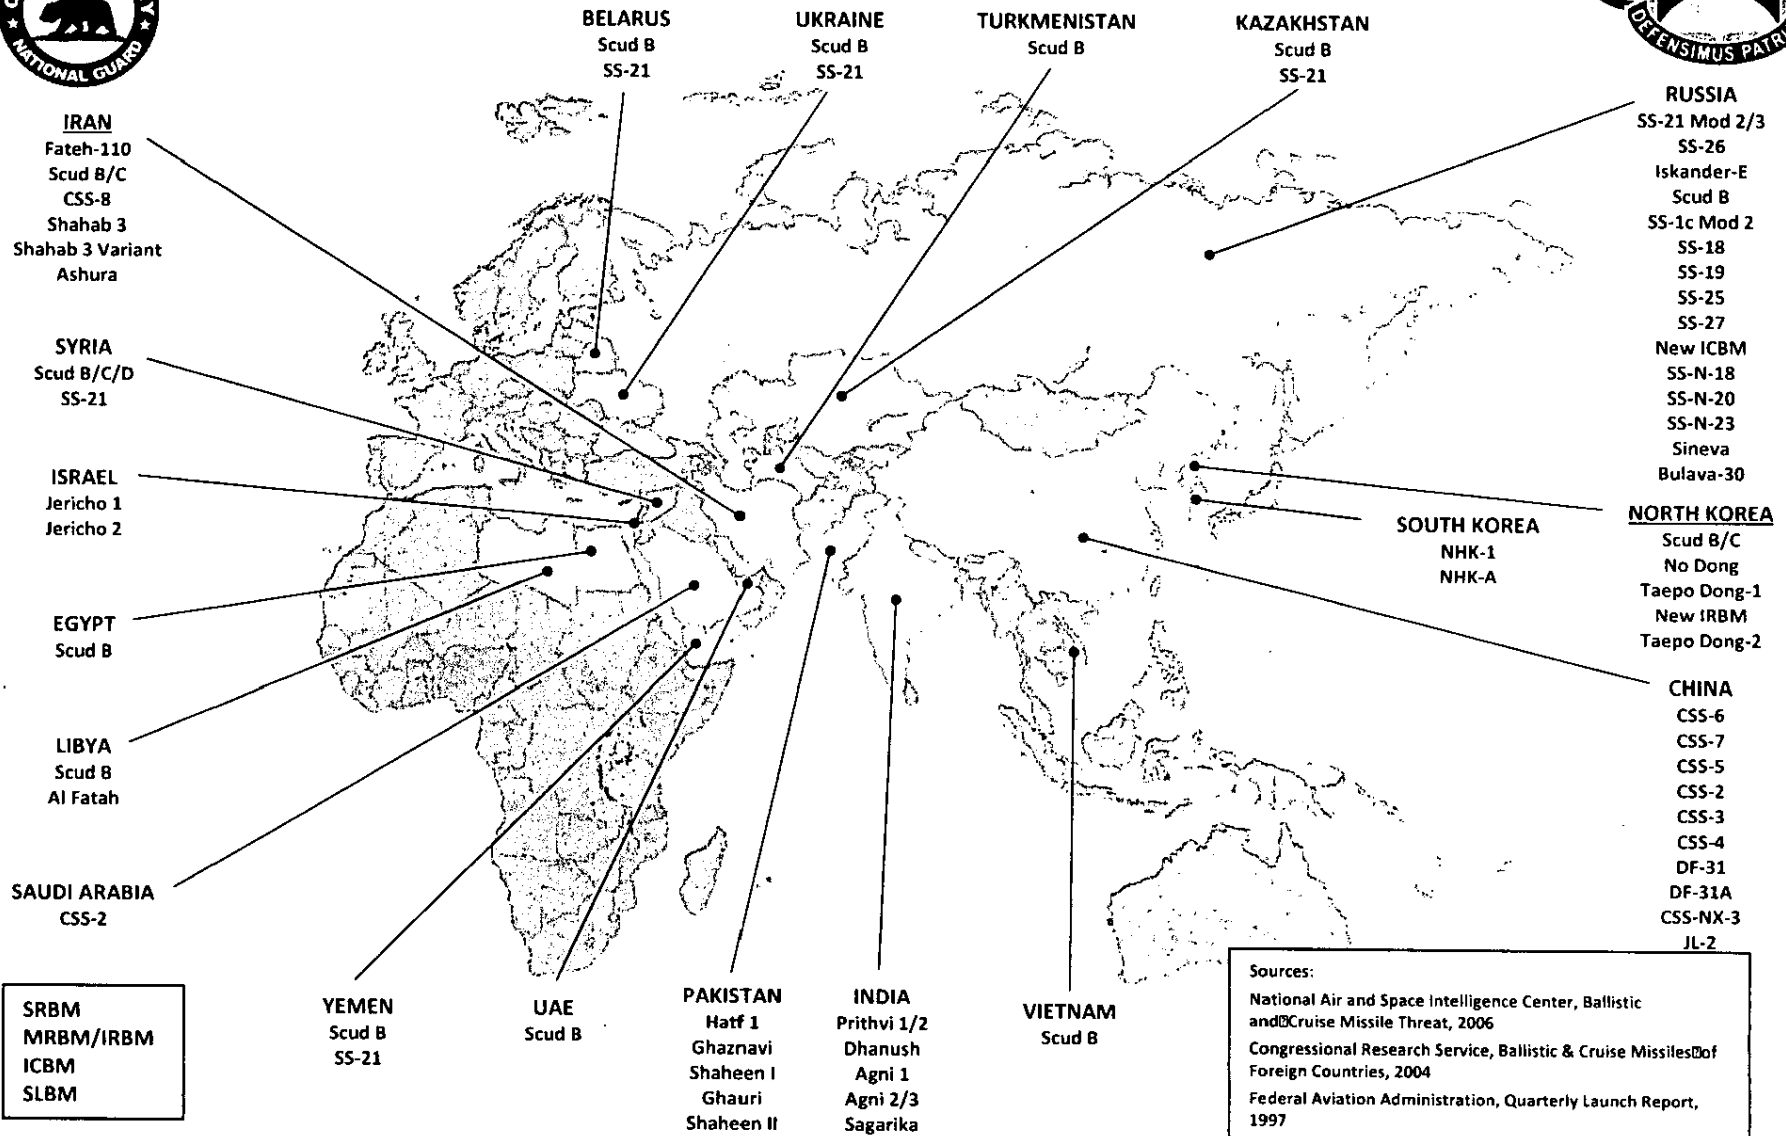 NATIONAL GUARD
DEFENSIMUS
BELARUS
Scud B
SS-21
UKRAINE
Scud B
SS-21
TURKMENISTAN
Scud B
KAZAKHSTAN
Scud B
SS-21
IRAN
Fateh-110
Scud B/C
CSS-8
Shahab 3
Shahab 3 Variant
Ashura
SYRIA
Scud B/C/D
SS-21
ISRAEL
Jericho 1
Jericho 2
EGYPT
Scud B
LIBYA
Scud B
Al Fatah
SAUDI ARABIA
CSS-2
RUSSIA
SS-21 Mod 2/3
SS-26
Iskander-E
Scud B
SS-1c Mod 2
SS-18
SS-19
SS-25
SS-27
New ICBM
SS-N-18
SS-N-20
SS-N-23
Sineva
Bulava-30
SOUTH KOREA
NHK-1
NHK-A
NORTH KOREA
Scud B/C
No Dong
Taepo Dong-1
New IRBM
Taepo Dong-2
CHINA
CSS-6
CSS-7
CSS-5
CSS-2
CSS-3
CSS-4
DF-31
DF-31A
CSS-NX-3
JL-2
SRBM
MRBM/IRBM
ICBM
SLBM
YEMEN
Scud B
SS-21
UAE
Scud B
PAKISTAN
Hatf 1
Ghaznavi
Shaheen I
Ghauri
Shaheen II
INDIA
Prithvi 1/2
Dhanush
Agni 1
Agni 2/3
Sagarika
VIETNAM
Scud B
Sources:
National Air and Space Intelligence Center, Ballistic
and Cruise Missile Threat, 2006
Congressional Research Service, Ballistic & Cruise Missiles of
Foreign Countries, 2004
Federal Aviation Administration, Quarterly Launch Report,
1997